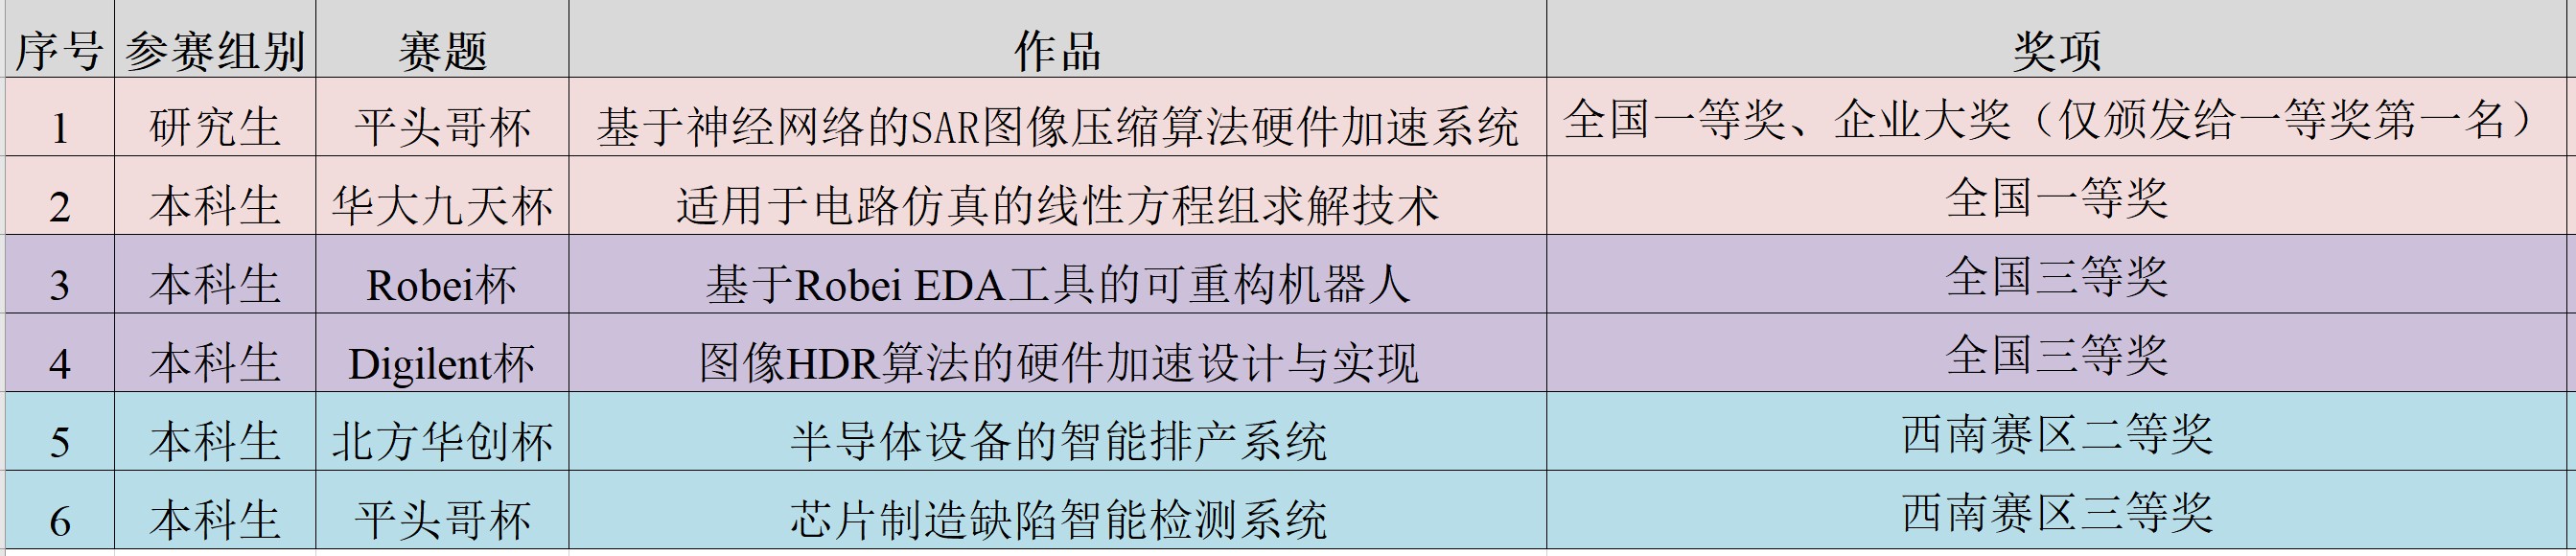 序号 参赛组别 赛题 作品 奖项
1 研究生 平头哥杯 基于神经网络的SAR图像压缩算法硬件加速系统 全国一等奖、企业大奖（仅颁发给一等奖第一名）
2 本科生 华大九天杯 适用于电路仿真的线性方程组求解技术 全国一等奖
3 本科生 Robei杯 基于Robei EDA工具的可重构机器人 全国三等奖
4 本科生 Digilent杯 图像HDR算法的硬件加速设计与实现 全国三等奖
5 本科生 北方华创杯 半导体设备的智能排产系统 西南赛区二等奖
6 本科生 平头哥杯 芯片制造缺陷智能检测系统 西南赛区三等奖